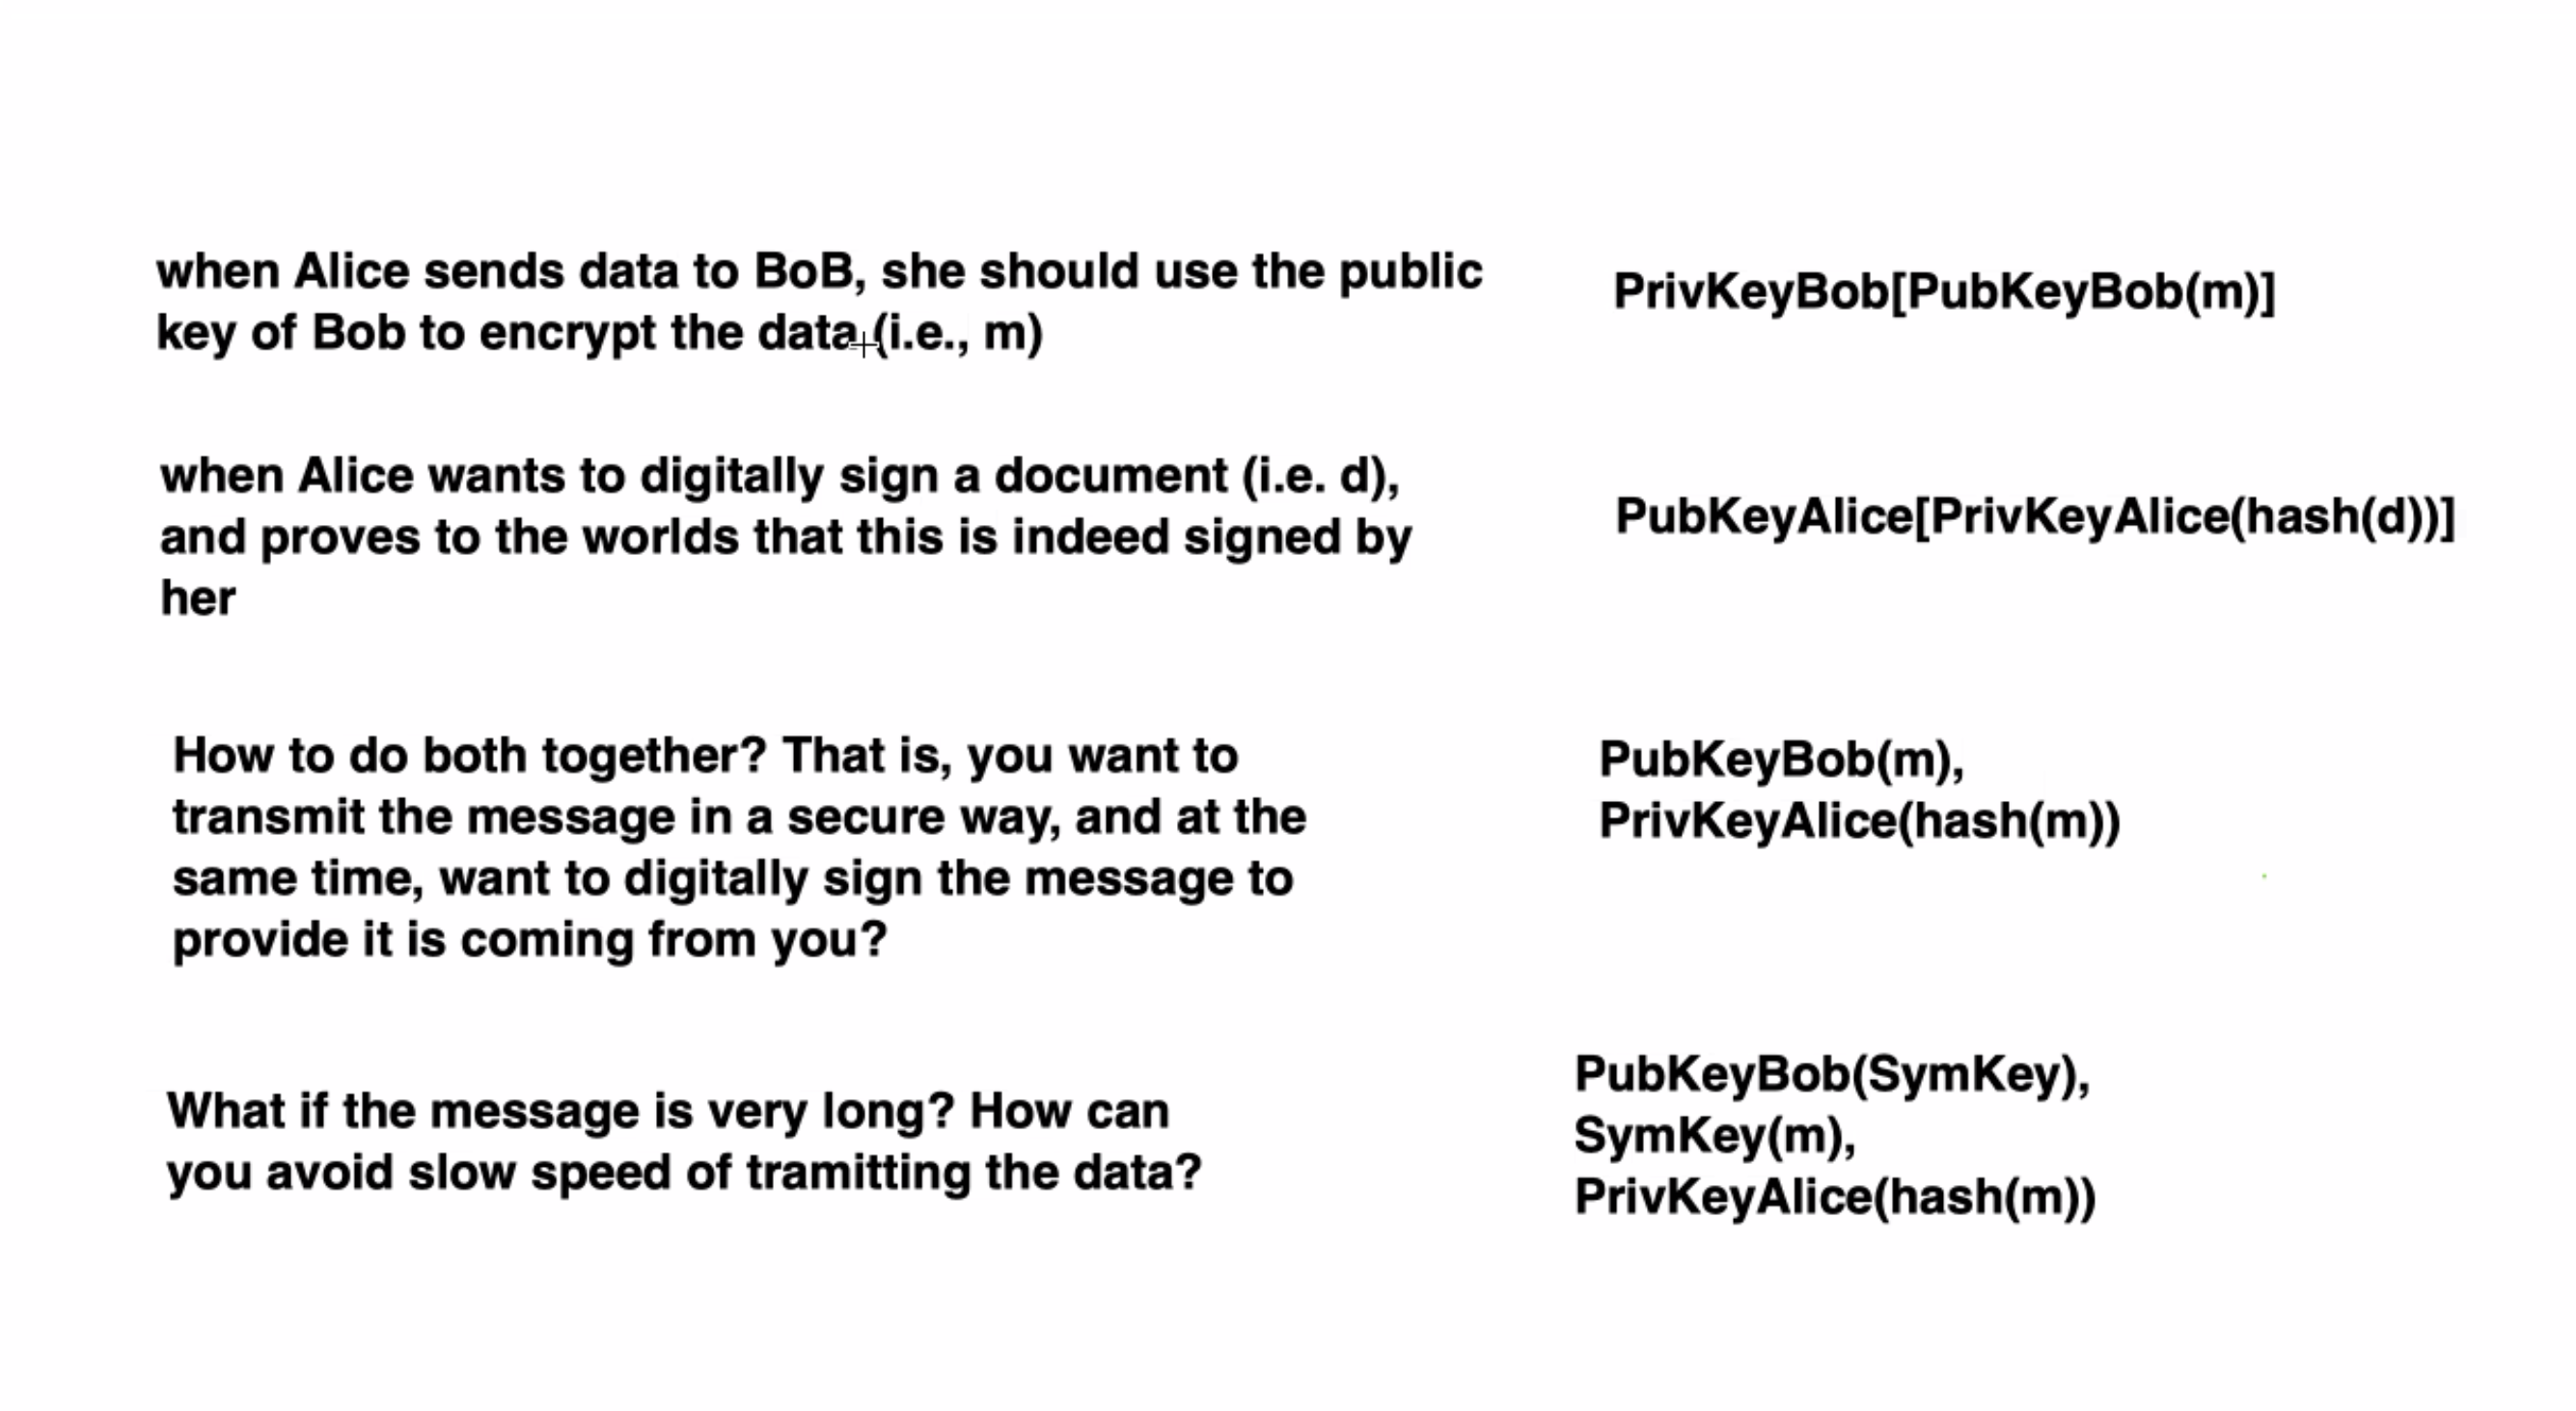 when Alice sends data to BoB, she should use the public
key of Bob to encrypt the data (i.e., m)
PrivKeyBob[PubKeyBob(m)]
when Alice wants to digitally sign a document (i.e. d),
and proves to the worlds that this is indeed signed by
her
PubKeyAlice[PrivKeyAlice(hash(d))]
How to do both together? That is, you want to
transmit the message in a secure way, and at the
same time, want to digitally sign the message to
provide it is coming from you?
PubKeyBob(m),
PrivKeyAlice(hash(m))
What if the message is very long? How can
you avoid slow speed of tramitting the data?
PubKeyBob(SymKey),
SymKey(m),
PrivKeyAlice(hash(m))